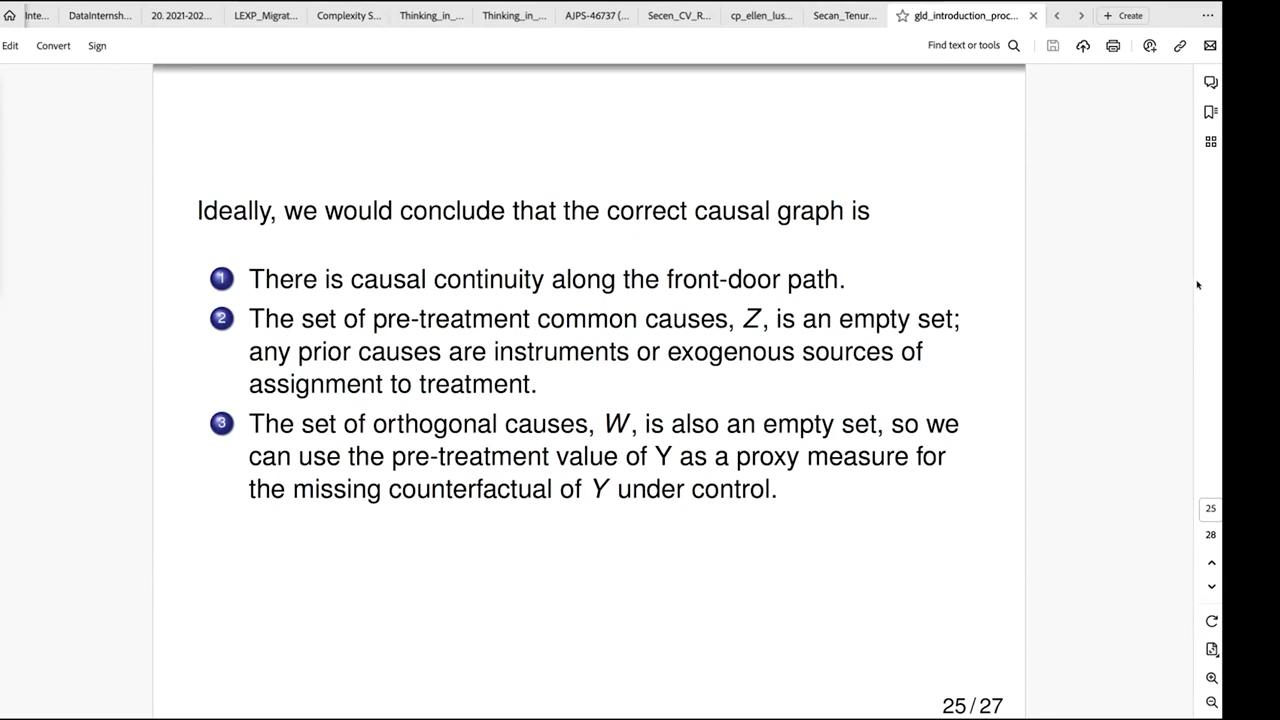 Inte...
DataInternsh...
20. 2021-202...
LEXP_Migrat...
Complexity S...
Thinking_in_...
Thinking_in_...
AJPS-46737 (...
Secen_CV_R...
cp_ellen_lus...
Secan_Tenur...
gld_introduction_proc...
Create
Edit
Convert
Sign
Find text or tools
Ideally, we would conclude that the correct causal graph is
1 There is causal continuity along the front-door path.
2 The set of pre-treatment common causes, Z, is an empty set;
any prior causes are instruments or exogenous sources of
assignment to treatment.
3 The set of orthogonal causes, W, is also an empty set, so we
can use the pre-treatment value of Y as a proxy measure for
the missing counterfactual of Y under control.
25
28
25 / 27